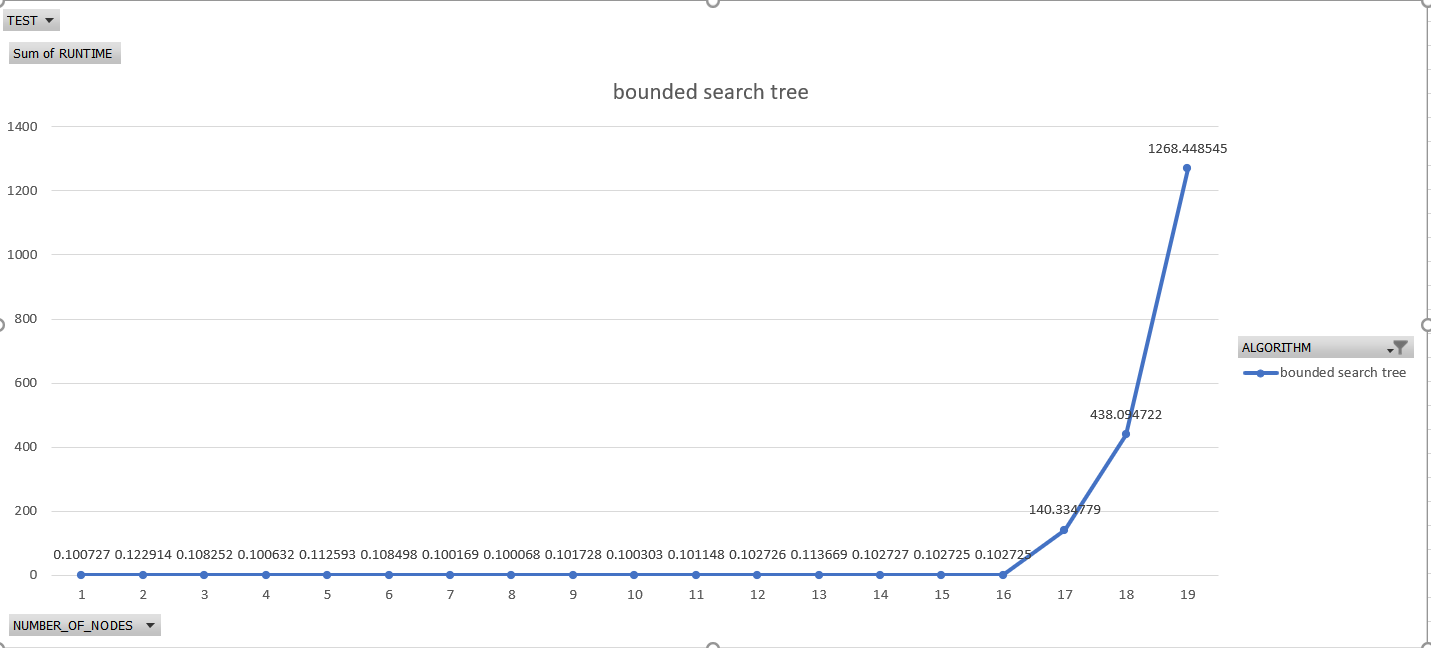 TEST
Sum of RUNTIME
bounded search tree
1400
1268.448545
1200
1000
800
ALGORITHM
bounded search tree
600
438.094722
400
200
140.334779
0.100727 0.122914 0.108252 0.100632 0.112593 0.108498 0.100169 0.100068 0.101728 0.100303 0.101148 0.102726 0.113669 0.102727 0.102725 0.102725
0
1 2 3 4 5 6 7 8 9 10 11 12 13 14 15 16 17 18 19
NUMBER_OF_NODES